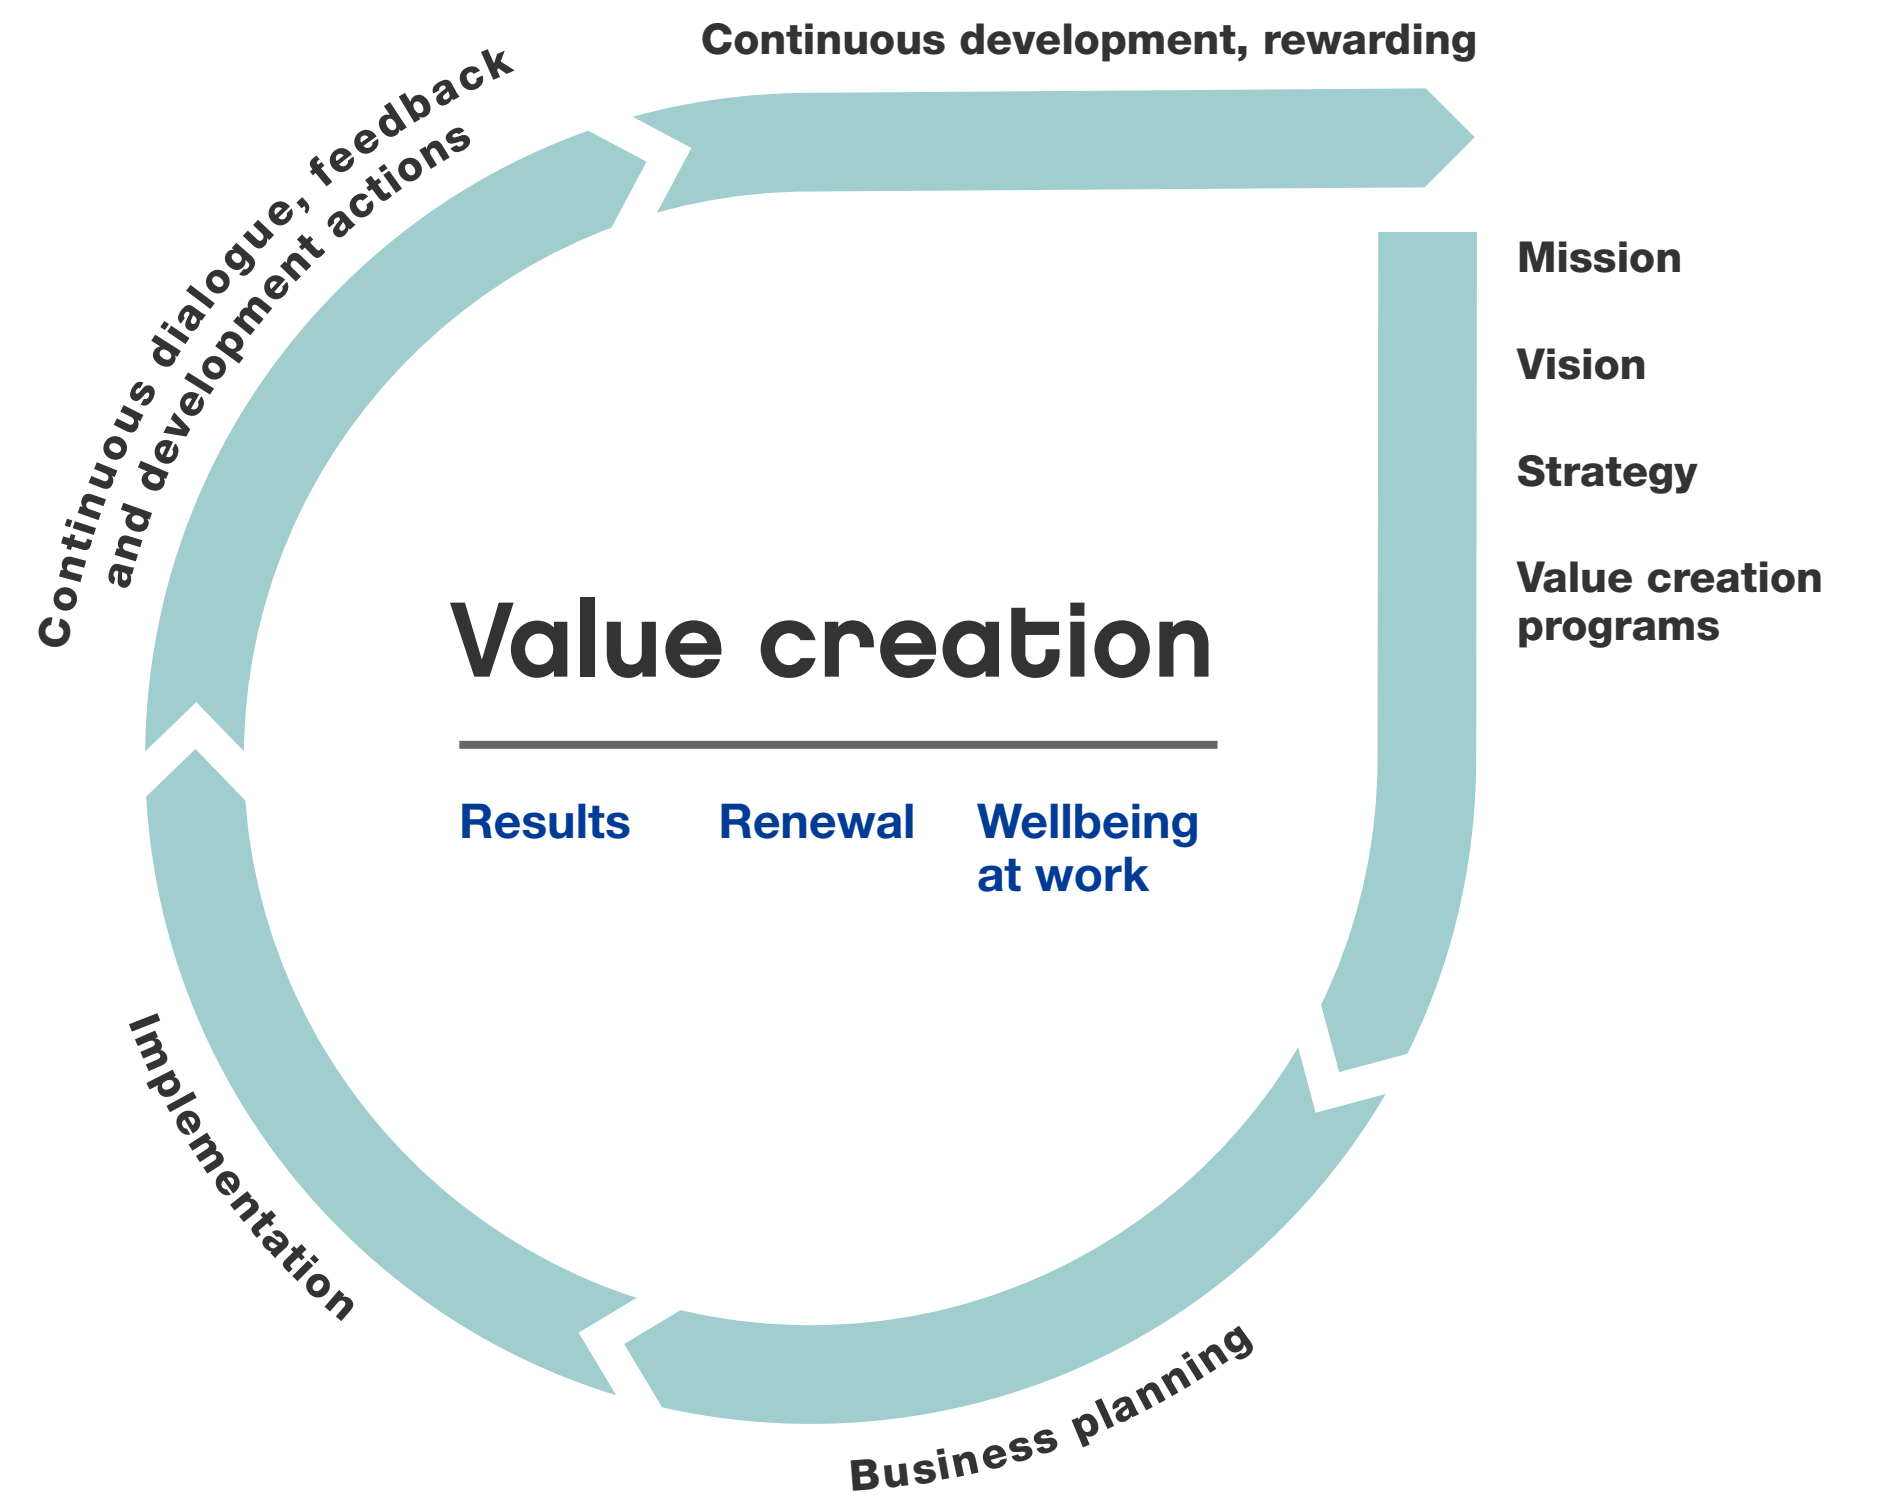 Continuous development, rewarding
Mission
Vision
Strategy
Value creation
programs
Business planning
Implementation
Continuous dialogue, feedback
and development actions
Value creation
Results
Renewal
Wellbeing
at work